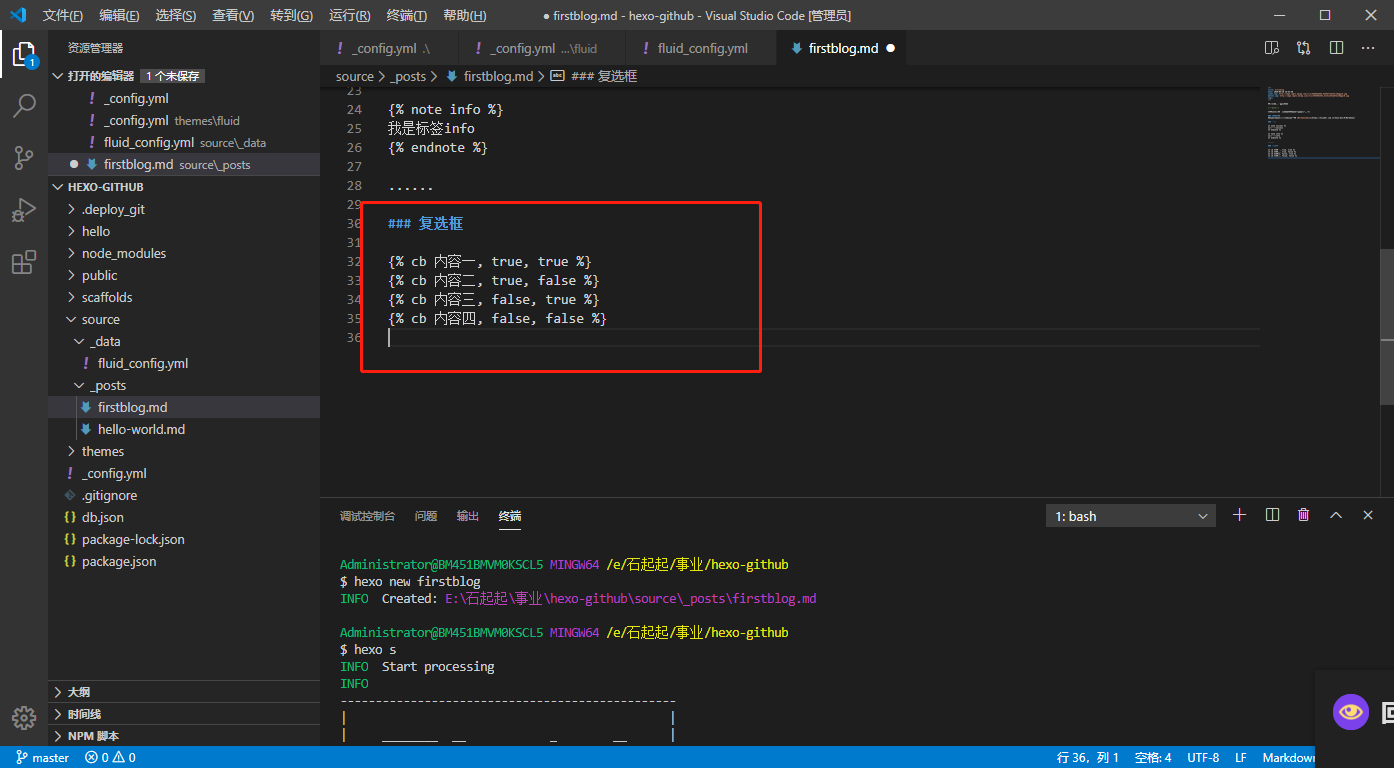 文件(F) 编辑(E) 选择(S) 查看(V) 转到(G) 运行(R) 终端(T) 帮助(H) ● firstblog.md - hexo-github - Visual Studio Code [管理员]
资源管理器
! _config.yml .\ ! _config.yml ...\fluid ! fluid_config.yml firstblog.md ●
打开的编辑器 1 个未保存
source > _posts > firstblog.md > ### 复选框
! _config.yml
! _config.yml themes\fluid
! fluid_config.yml source\_data
● firstblog.md source\_posts
HEXO-GITHUB
.deploy_git
hello
node_modules
public
scaffolds
source
_data
! fluid_config.yml
_posts
firstblog.md
hello-world.md
themes
! _config.yml
.gitignore
{} db.json
{} package-lock.json
{} package.json
大纲
时间线
NPM 脚本
1
23
24 {% note info %}
25 我是标签info
26 {% endnote %}
27
28 ......
29
30 ### 复选框
31
32 {% cb 内容一, true, true %}
33 {% cb 内容二, true, false %}
34 {% cb 内容三, false, true %}
35 {% cb 内容四, false, false %}
36
调试控制台 问题 输出 终端 1: bash
Administrator@BM451BMVM0KSCL5 MINGW64 /e/石起起/事业/hexo-github
$ hexo new firstblog
INFO Created: E:\石起起\事业\hexo-github\source\_posts\firstblog.md
Administrator@BM451BMVM0KSCL5 MINGW64 /e/石起起/事业/hexo-github
$ hexo s
INFO Start processing
INFO
------------------------------------------------
master 0 0 行 36，列 1 空格: 4 UTF-8 LF Markdown